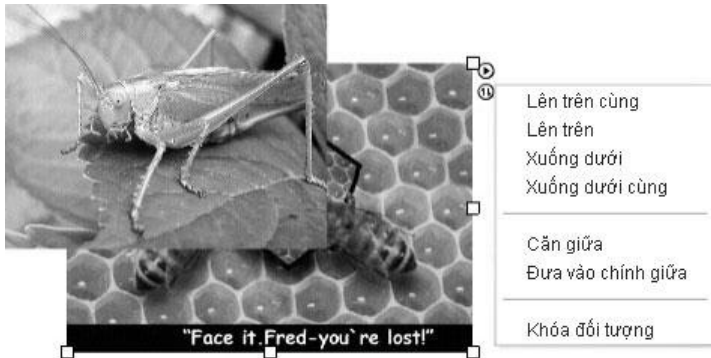 Lên trên cùng
Lên trên
Xuống dưới
Xuống dưới cùng
Căn giữa
Đưa vào chính giữa
Khóa đối tượng
“Face it.Fred-you`re lost!”